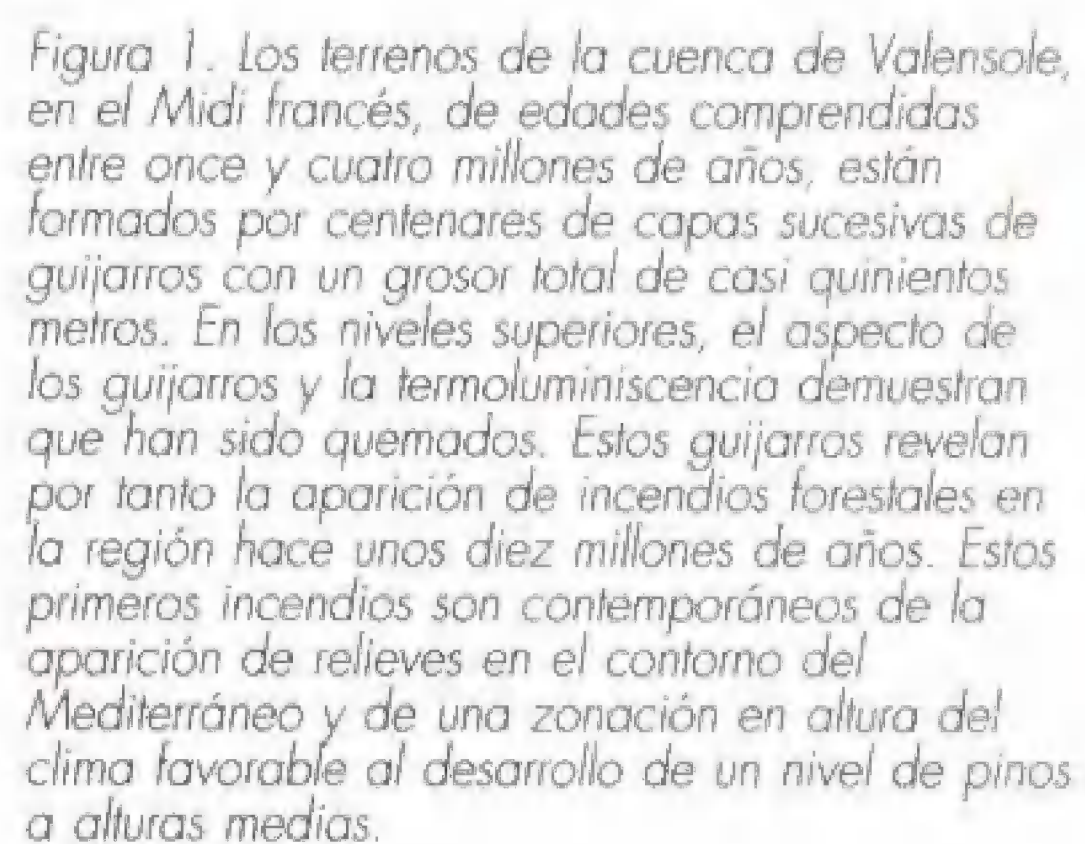 Figura 1. Los terrenos de la cuenca de Valensole,
en el Midi francés, de edades comprendidas
entre once y cuatro millones de años, están
formados por centenares de capas sucesivas de
guijarros con un grosor total de casi quinientos
metros. En los niveles superiores, el aspecto de
los guijarros y la termoluminiscencia demuestran
que han sido quemados. Estos guijarros revelan
por tanto la aparición de incendios forestales en
la región hace unos diez millones de años. Estos
primeros incendios son contemporáneos de la
aparición de relieves en el contorno del
Mediterráneo y de una zonación en altura del
clima favorable al desarrollo de un nivel de pinos
a alturas medias.